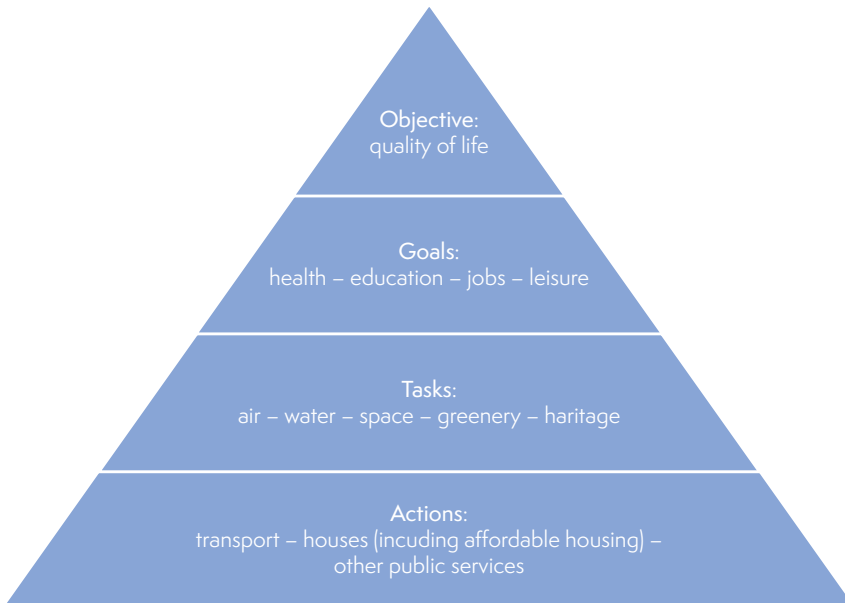 Objective:
quality of life
Goals:
health – education – jobs – leisure
Tasks:
air – water – space – greenery – haritage
Actions:
transport – houses (incuding affordable housing) –
other public services